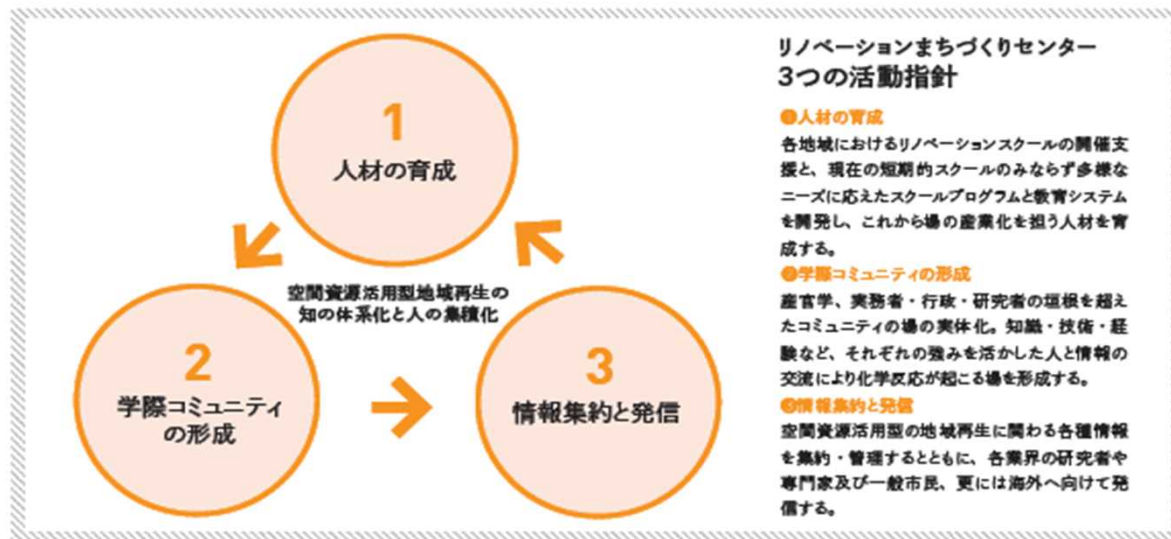 1
人材の育成
空間資源活用型地域再生の
知の体系化と人の集積化
2
学際コミュニティ
の形成
3
情報集約と発信
リノベーションまちづくりセンター
3つの活動指針
❶人材の育成
各地域におけるリノベーションスクールの開催支
援と、現在の短期的スクールのみならず多様な
ニーズに応えたスクールプログラムと教育システム
を開発し、これから場の産業化を担う人材を育
成する。
❷学際コミュニティの形成
産官学、実務者・行政・研究者の垣根を超え
たコミュニティの場の実体化。知識・技術・経
験など、それぞれの強みを活かした人と情報の
交流により化学反応が起こる場を形成する。
❸情報集約と発信
空間資源活用型の地域再生に関わる各種情報
を集約・管理するとともに、各業界の研究者や
専門家及び一般市民、更には海外へ向けて発
信する。